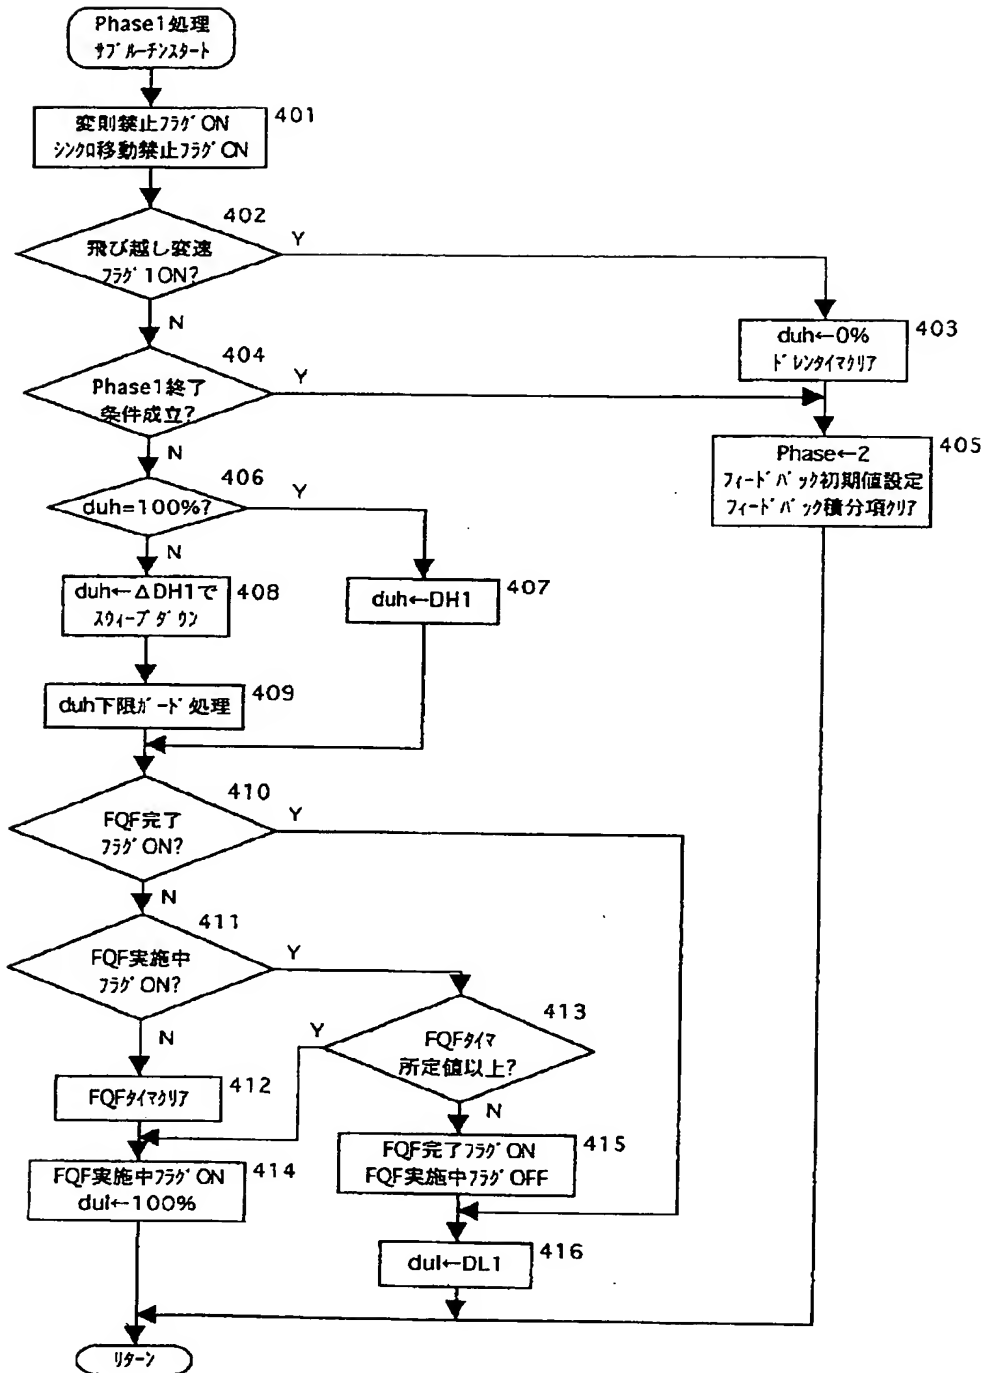 Phase1処理
ｻﾌﾞﾙｰﾁﾝｽﾀｰﾄ
変則禁止ﾌﾗｸﾞON
ｼﾝｸﾛ移動禁止ﾌﾗｸﾞON
401
飛び越し変速
ﾌﾗｸﾞ1ON?
402
Y
N
duh←0%
ﾄﾞﾚﾝﾀｲﾏｸﾘｱ
403
Phase1終了
条件成立?
404
Y
N
Phase←2
ﾌｨｰﾄﾞﾊﾞｯｸ初期値設定
ﾌｨｰﾄﾞﾊﾞｯｸ積分項ｸﾘｱ
405
duh=100%?
406
Y
N
duh←ΔDH1で
ｽｳｨｰﾌﾟﾀﾞｳﾝ
408
duh←DH1
407
duh下限ｶﾞｰﾄﾞ処理
409
FQF完了
ﾌﾗｸﾞON?
410
Y
N
FQF実施中
ﾌﾗｸﾞON?
411
Y
N
FQFﾀｲﾏ
所定値以上?
413
Y
N
FQFﾀｲﾏｸﾘｱ
412
FQF実施中ﾌﾗｸﾞON
dul←100%
414
FQF完了ﾌﾗｸﾞON
FQF実施中ﾌﾗｸﾞOFF
415
dul←DL1
416
ﾘﾀｰﾝ